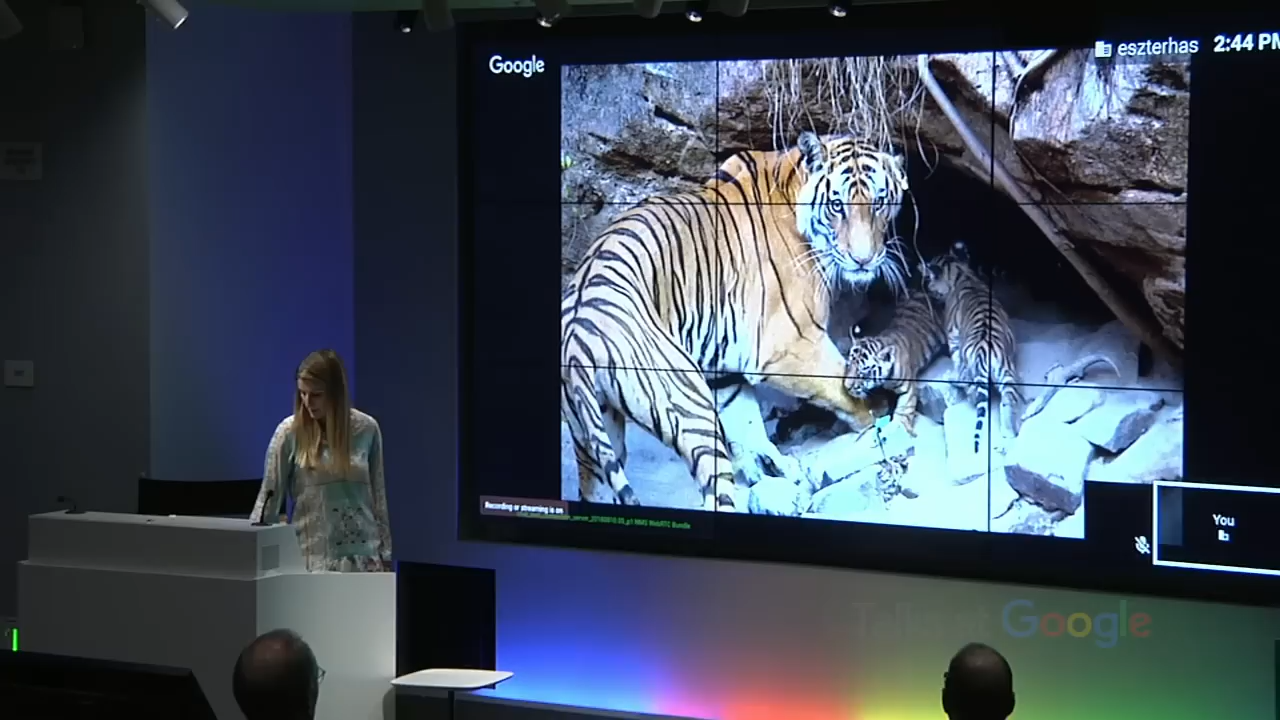 Google
eszterhas 2:44 PM
Recording or streaming is on
You
Talks at Google